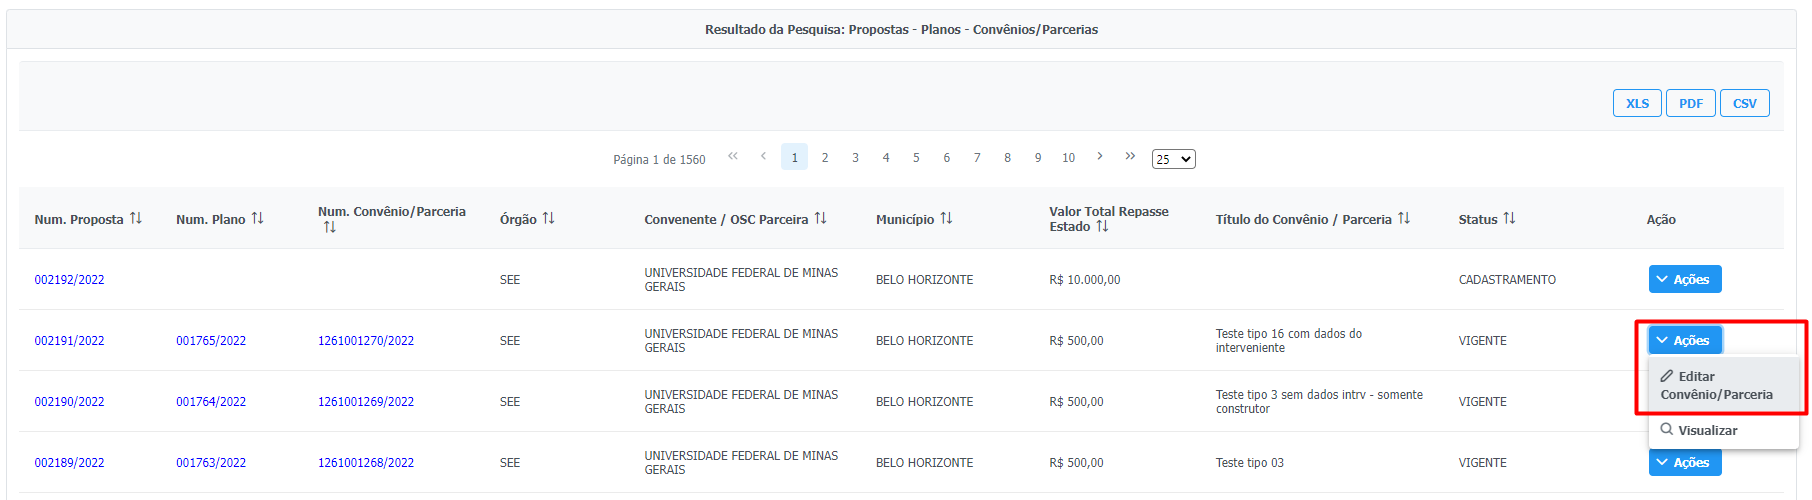 Resultado da Pesquisa: Propostas - Planos - Convênios/Parcerias
XLS PDF CSV
Página 1 de 1560 « ‹ 1 2 3 4 5 6 7 8 9 10 › » 25
Num. Proposta Num. Plano Num. Convênio/Parceria Órgão Convenente / OSC Parceira Município Valor Total Repasse Estado Título do Convênio / Parceria Status Ação
002192/2022 SEE UNIVERSIDADE FEDERAL DE MINAS GERAIS BELO HORIZONTE R$ 10.000,00 CADASTRAMENTO Ações
002191/2022 001765/2022 1261001270/2022 SEE UNIVERSIDADE FEDERAL DE MINAS GERAIS BELO HORIZONTE R$ 500,00 Teste tipo 16 com dados do interveniente VIGENTE Ações
Editar
Convênio/Parceria
Visualizar
002190/2022 001764/2022 1261001269/2022 SEE UNIVERSIDADE FEDERAL DE MINAS GERAIS BELO HORIZONTE R$ 500,00 Teste tipo 3 sem dados intrv - somente construtor VIGENTE
002189/2022 001763/2022 1261001268/2022 SEE UNIVERSIDADE FEDERAL DE MINAS GERAIS BELO HORIZONTE R$ 500,00 Teste tipo 03 VIGENTE Ações